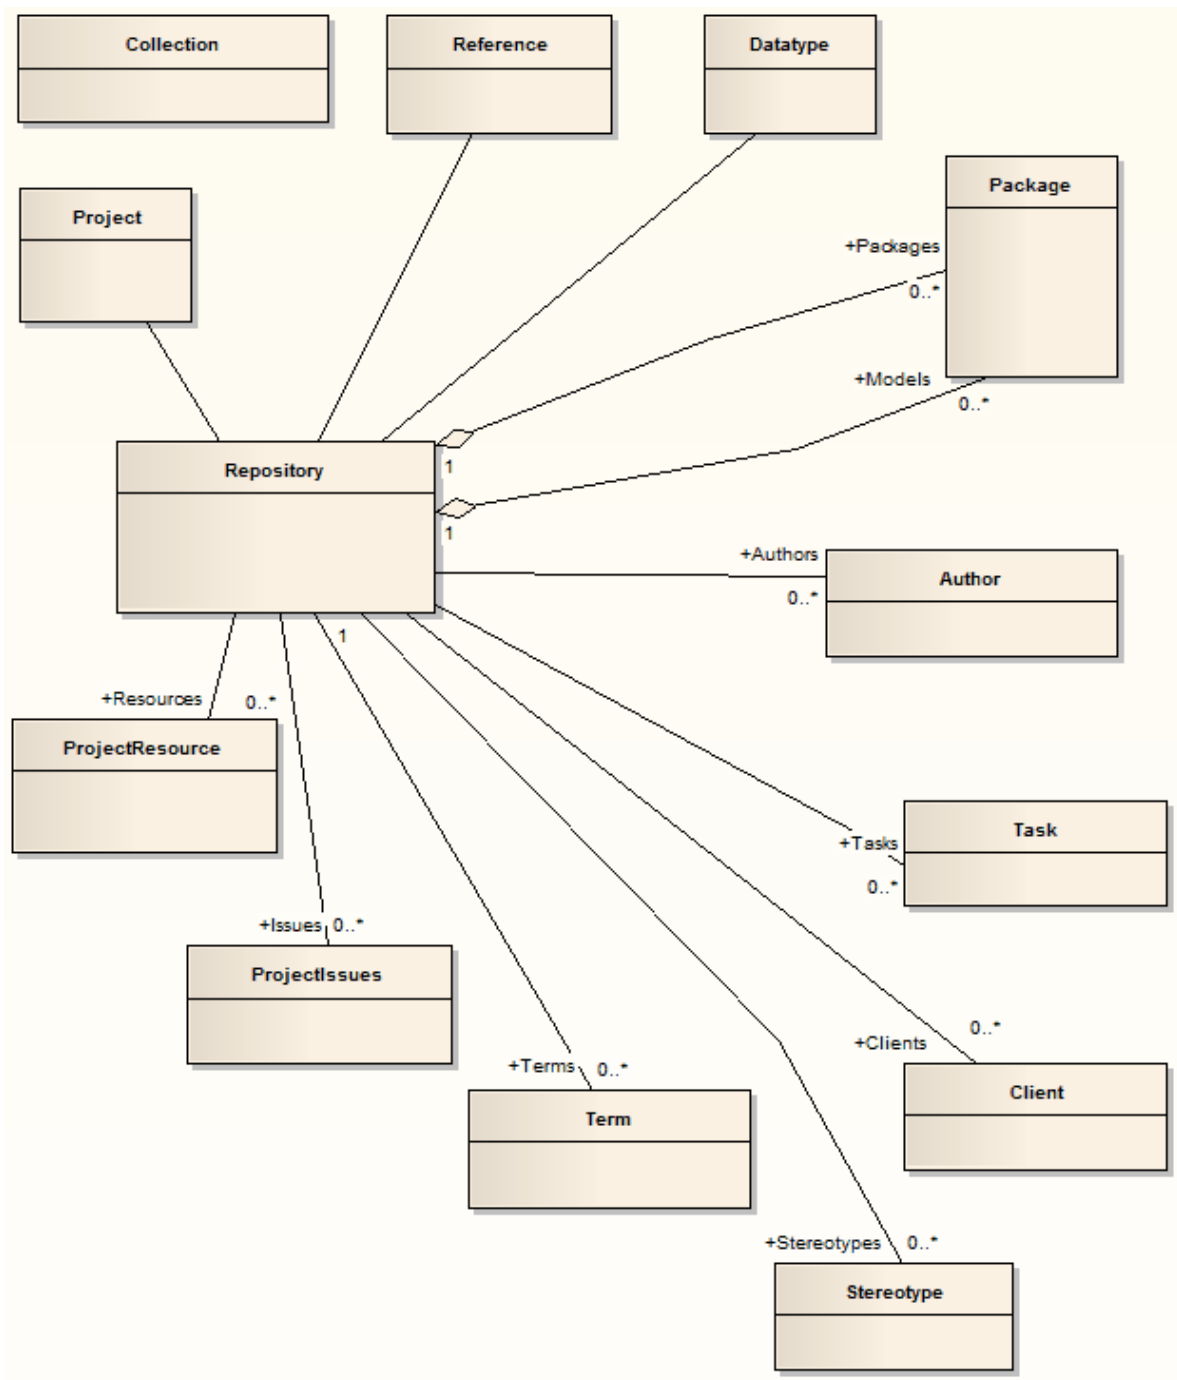 Collection
Reference
Datatype
Package
Project
+Packages
0..*
+Models
0..*
Repository
1
1
+Authors
0..*
Author
1
+Resources
0..*
ProjectResource
Task
+Tasks
0..*
+Issues
0..*
ProjectIssues
0..*
+Clients
+Terms
0..*
Client
Term
+Stereotypes
0..*
Stereotype